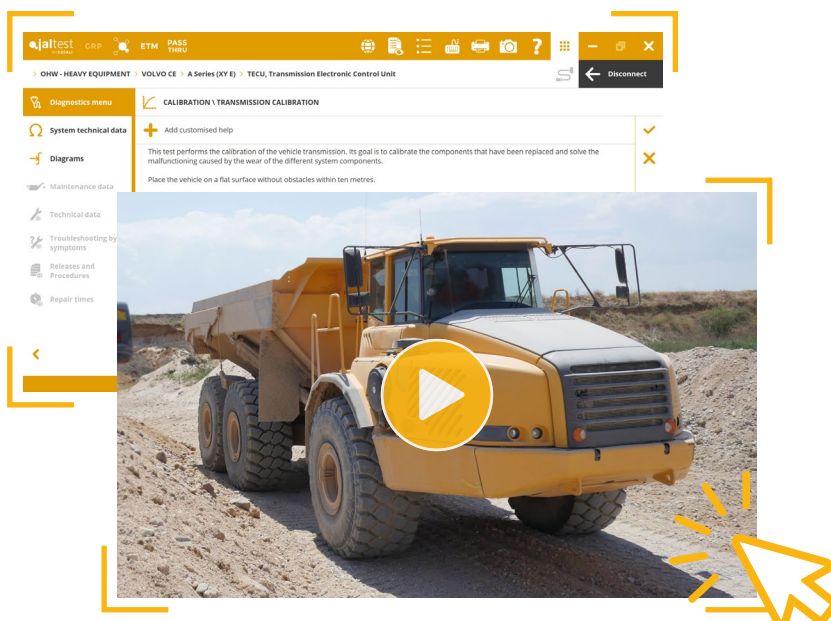 jaltest
GRP
ETM
PASS
THRU
?
OHW - HEAVY EQUIPMENT > VOLVO CE > A Series (XY E) > TECU, Transmission Electronic Control Unit
Disconnect
Diagnostics menu
CALIBRATION \ TRANSMISSION CALIBRATION
System technical data
Add customised help
Diagrams
This test performs the calibration of the vehicle transmission. Its goal is to calibrate the components that have been replaced and solve the
malfunctioning caused by the wear of the different system components.
Place the vehicle on a flat surface without obstacles within ten metres.
Maintenance data
Technical data
Troubleshooting by
symptoms
Releases and
Procedures
Repair times